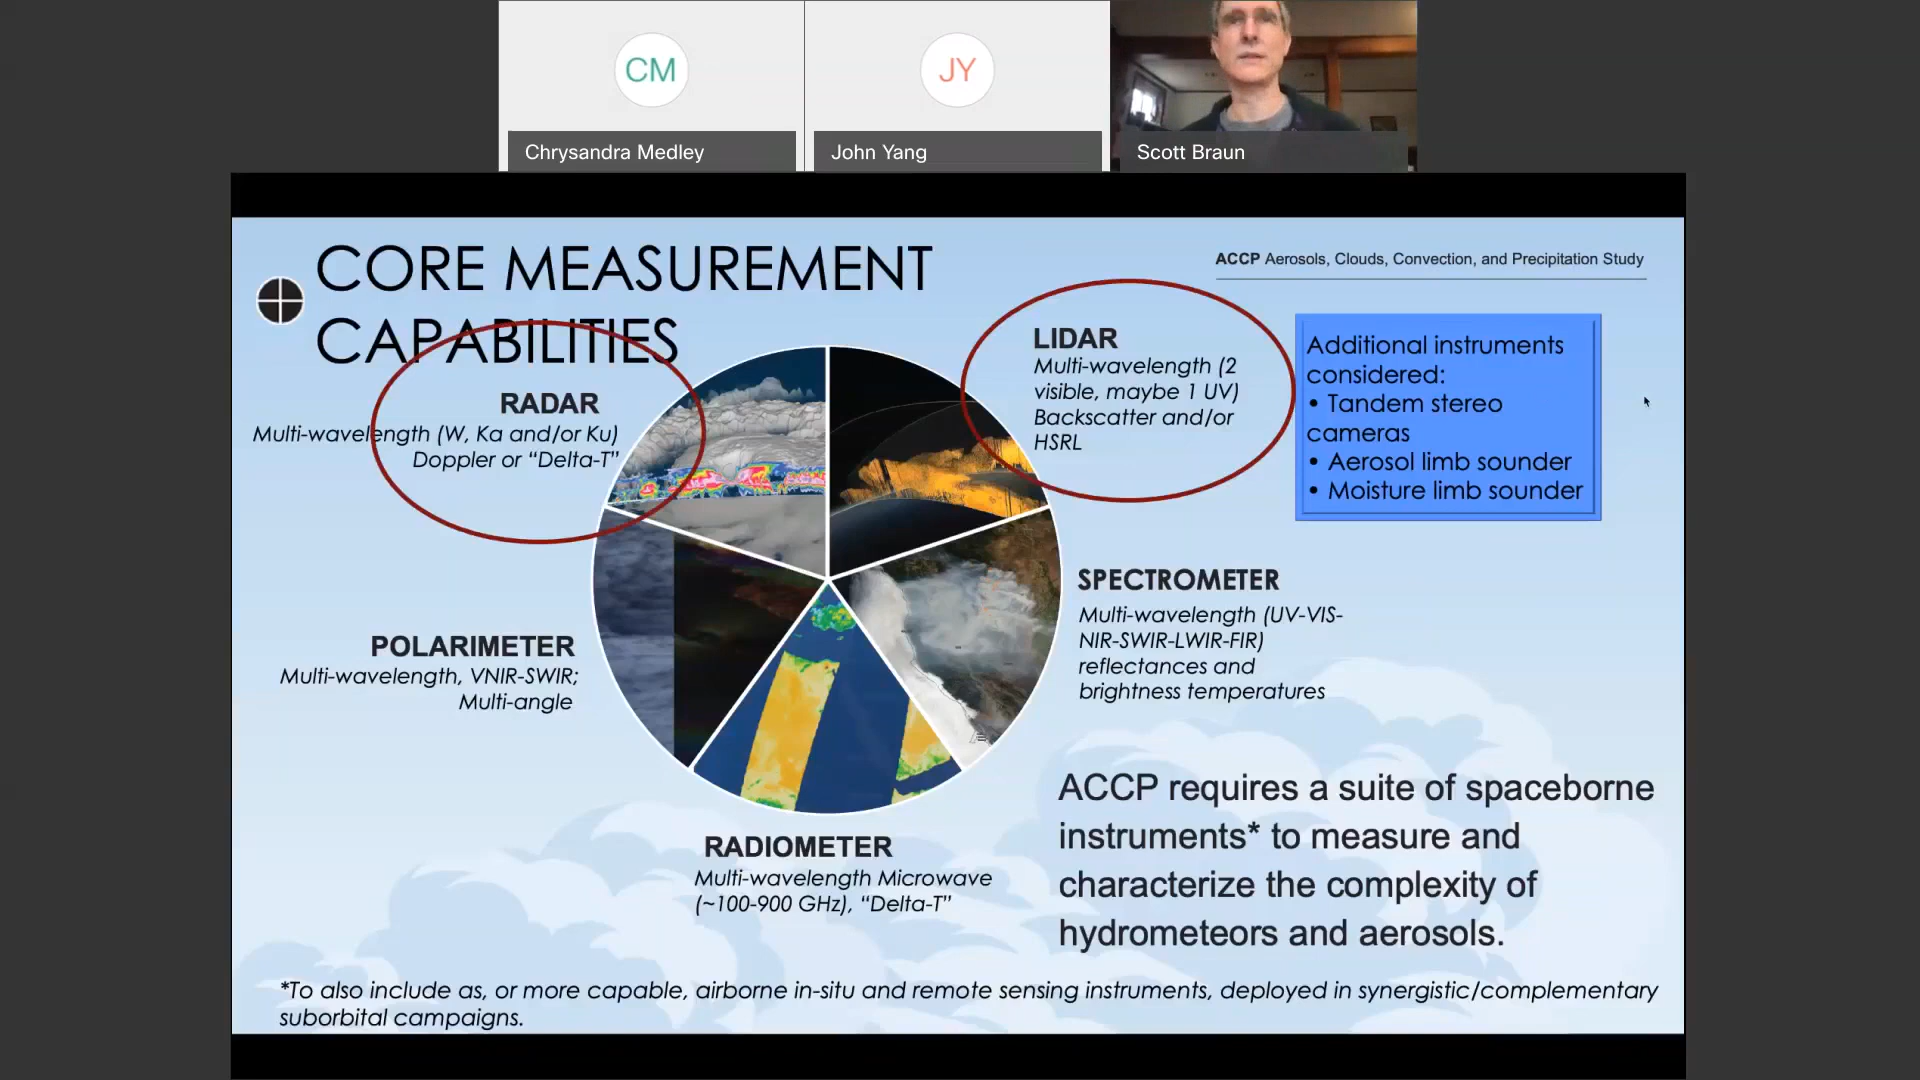 CM
JY
Chrysandra Medley
John Yang
Scott Braun
CORE MEASUREMENT
CAPABILITIES
ACCP Aerosols, Clouds, Convection, and Precipitation Study
RADAR
Multi-wavelength (W, Ka and/or Ku)
Doppler or “Delta-T”
LIDAR
Multi-wavelength (2
visible, maybe 1 UV)
Backscatter and/or
HSRL
Additional instruments
considered:
• Tandem stereo
cameras
• Aerosol limb sounder
• Moisture limb sounder
SPECTROMETER
Multi-wavelength (UV-VIS-
NIR-SWIR-LWIR-FIR)
reflectances and
brightness temperatures
POLARIMETER
Multi-wavelength, VNIR-SWIR;
Multi-angle
RADIOMETER
Multi-wavelength Microwave
(~100-900 GHz), “Delta-T”
ACCP requires a suite of spaceborne
instruments* to measure and
characterize the complexity of
hydrometeors and aerosols.
*To also include as, or more capable, airborne in-situ and remote sensing instruments, deployed in synergistic/complementary
suborbital campaigns.